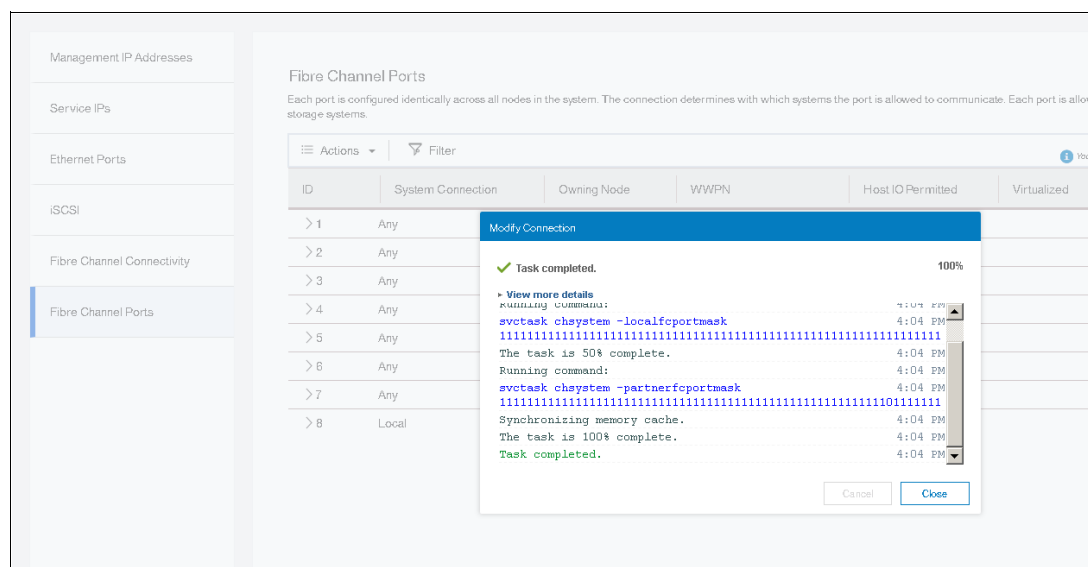 Management IP Addresses
Service IPs
Ethernet Ports
iSCSI
Fibre Channel Connectivity
Fibre Channel Ports
Fibre Channel Ports
Each port is configured identically across all nodes in the system. The connection determines with which systems the port is allowed to communicate. Each port is allo
storage systems.
Actions Filter
You
ID System Connection Owning Node WWPN Host IO Permitted Virtualized
1 Any
2 Any
3 Any
4 Any
5 Any
6 Any
7 Any
8 Local
Modify Connection
Task completed. 100%
View more details
Running command: 4:04 PM
svctask chsystem -localfcportmask 4:04 PM
1111111111111111111111111111111111111111111111111111111111111111
The task is 50% complete. 4:04 PM
Running command: 4:04 PM
svctask chsystem -partnerfcportmask 4:04 PM
1111111111111111111111111111111111111111111111111111111101111111
Synchronizing memory cache. 4:04 PM
The task is 100% complete. 4:04 PM
Task completed. 4:04 PM
Cancel Close